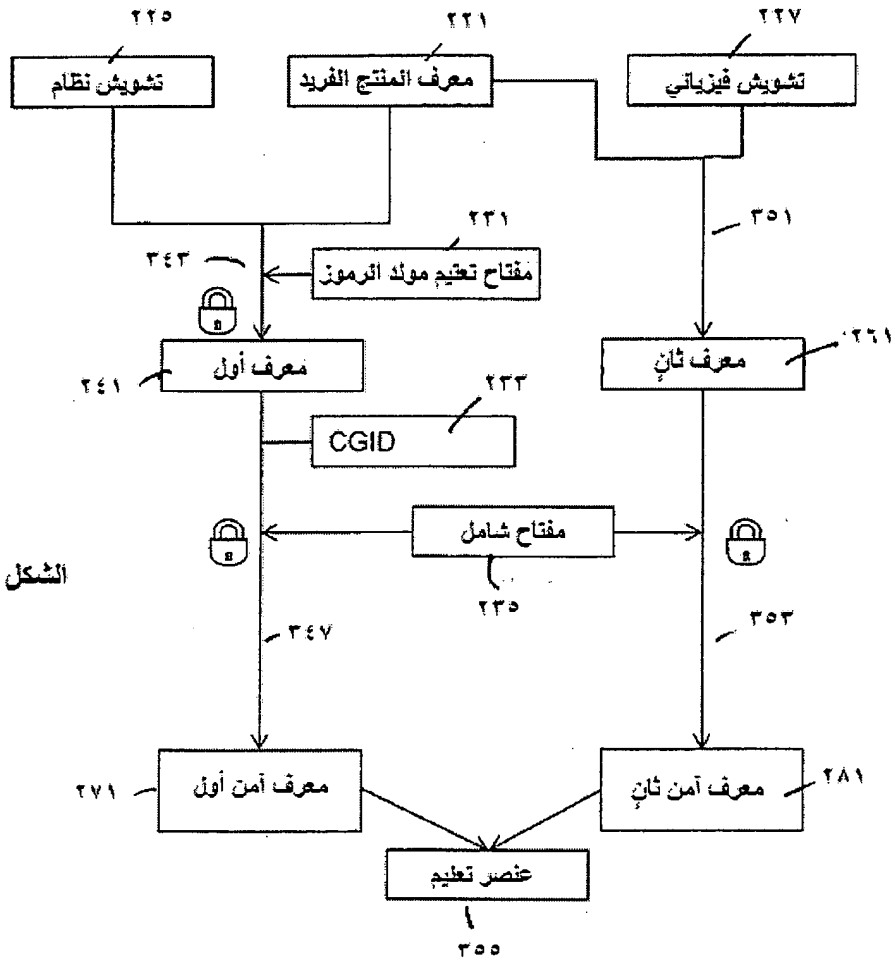 ٢٢٥
٢٢١
٢٢٧
تشويش نظام
معرف المنتج الفريد
تشويش فيزيائي
٢٣١
٣٥١
٣٤٣
مفتاح تعتيم مولد الرموز
معرف أول
معرف ثانٍ
٢٦١
٢٤١
٢٣٣
CGID
مفتاح شامل
الشكل
٢٣٥
٣٤٧
٣٥٣
معرف آمن أول
معرف آمن ثانٍ
٢٧١
٢٨١
عنصر تعليم
٣٥٥